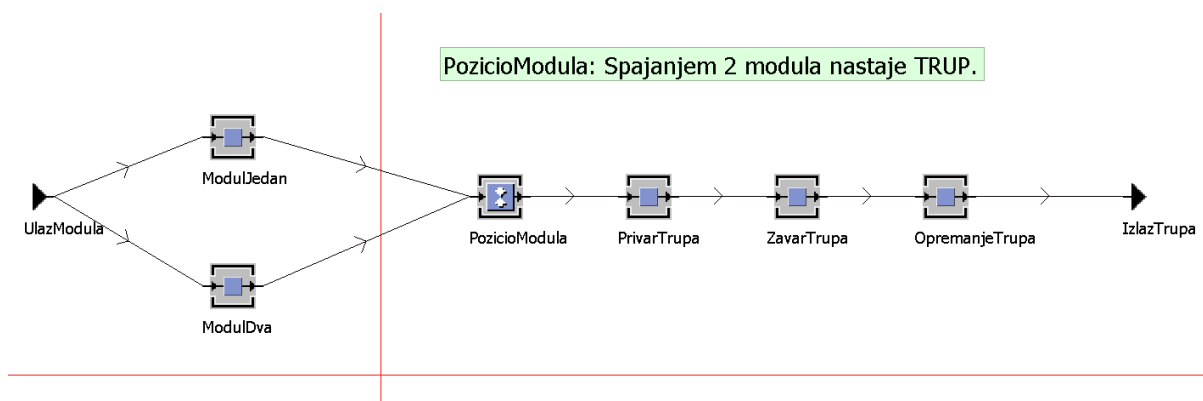 PozicioModula: Spajanjem 2 modula nastaje TRUP.
ModulJedan
UlazModula
PozicioModula
PrivarTrupa
ZavarTrupa
OpremanjeTrupa
IzlazTrupa
ModulDva